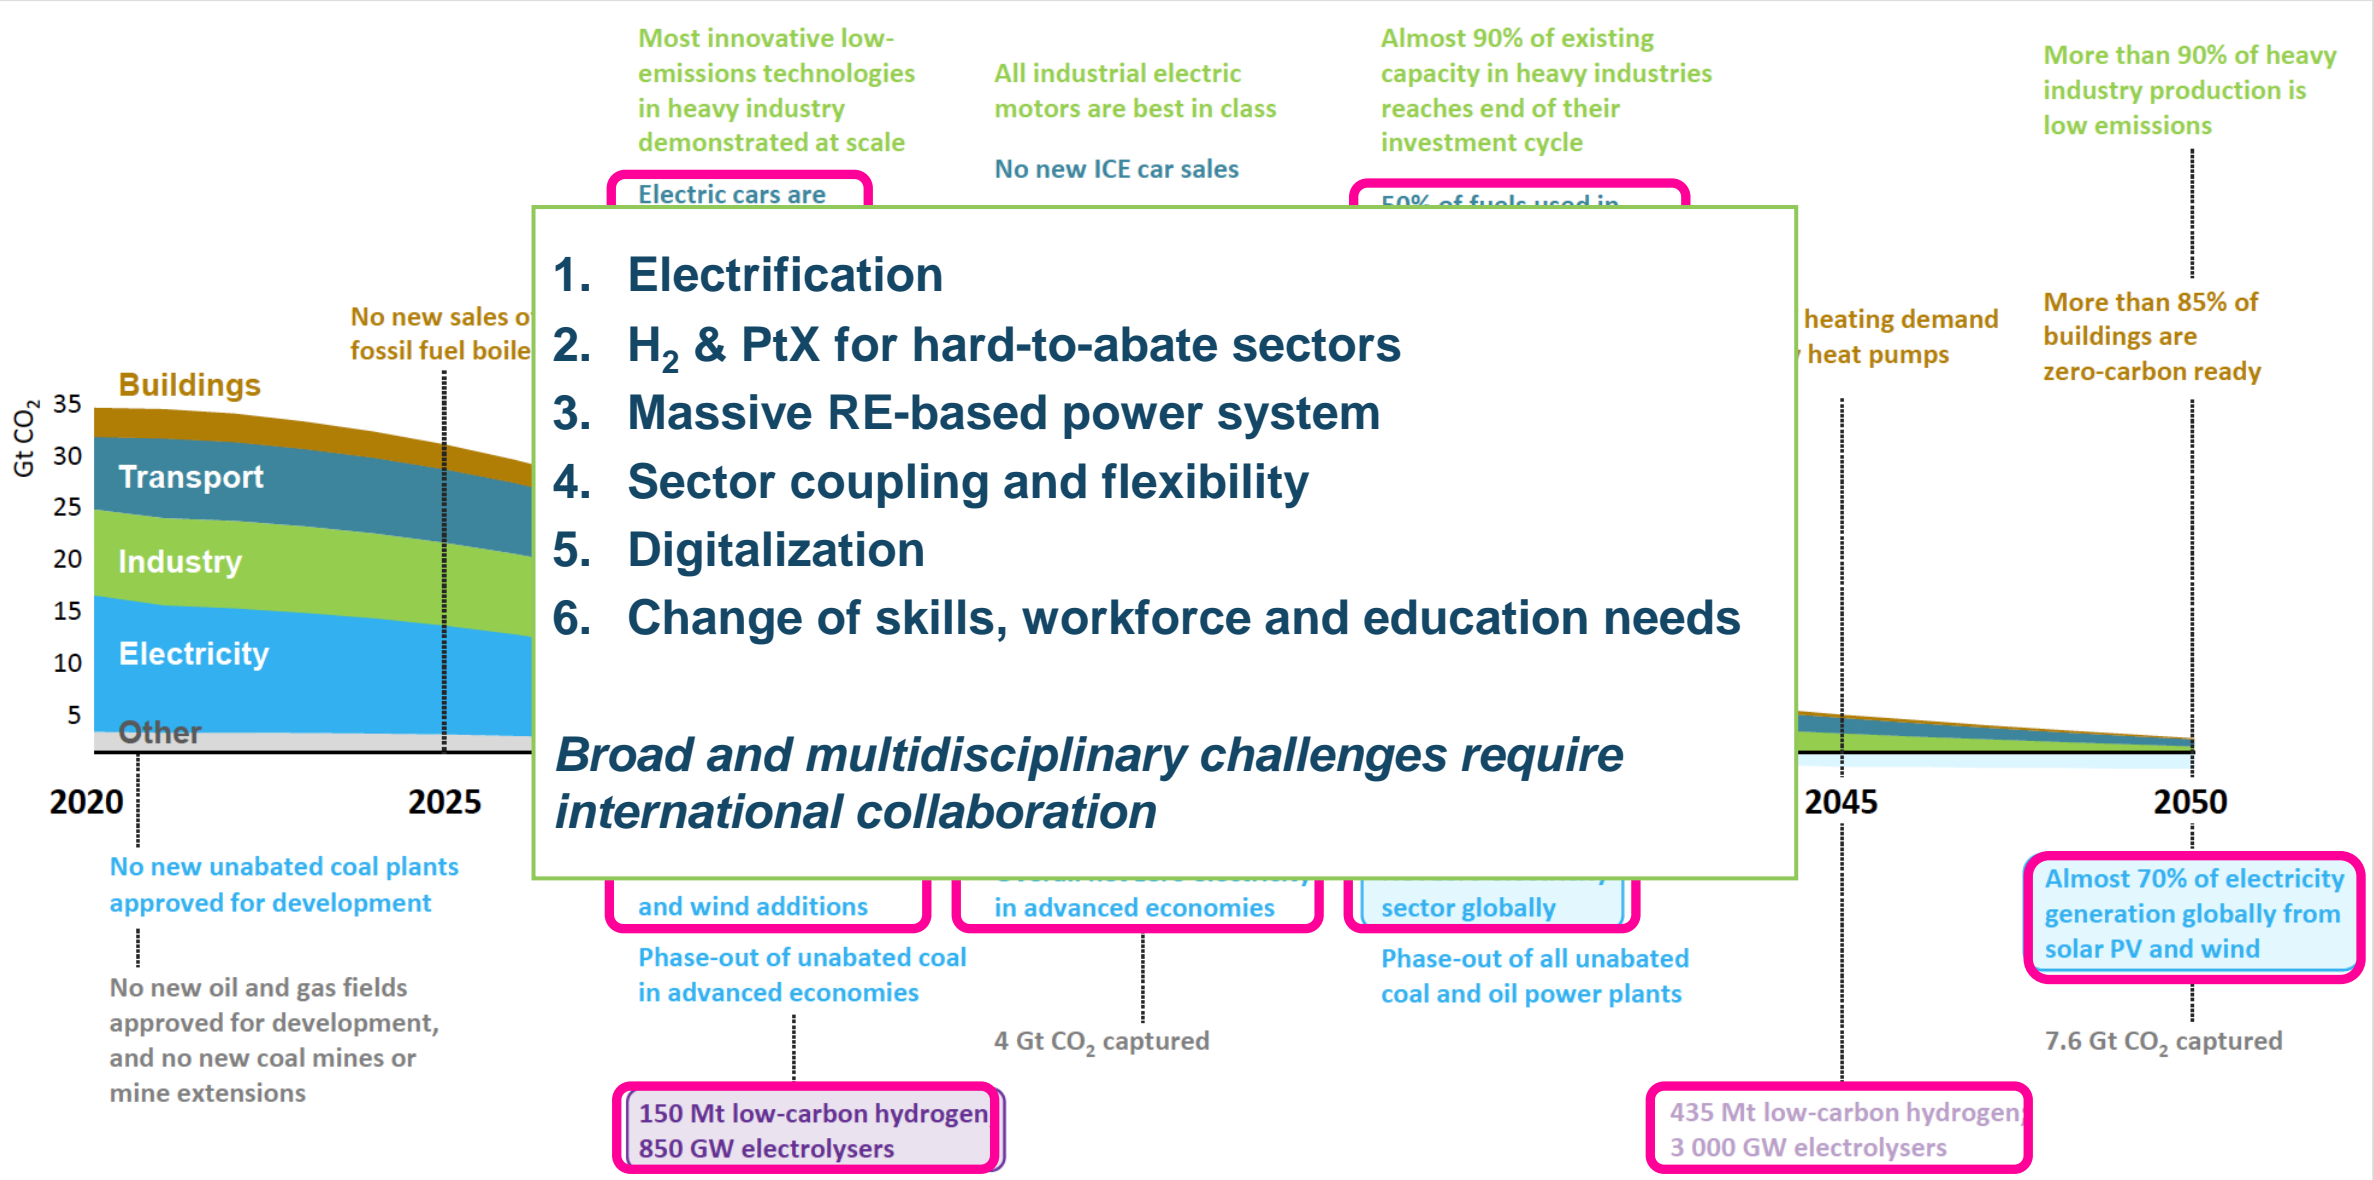 Most innovative low-
emissions technologies
in heavy industry
demonstrated at scale
Electric cars are
All industrial electric
motors are best in class
No new ICE car sales
Almost 90% of existing
capacity in heavy industries
reaches end of their
investment cycle
50% of fuels used in
More than 90% of heavy
industry production is
low emissions
No new sales o
fossil fuel boile
heating demand
heat pumps
More than 85% of
buildings are
zero-carbon ready
1. Electrification
2. H₂ & PtX for hard-to-abate sectors
3. Massive RE-based power system
4. Sector coupling and flexibility
5. Digitalization
6. Change of skills, workforce and education needs
Broad and multidisciplinary challenges require
international collaboration
Gt CO₂
35
30
25
20
15
10
5
Buildings
Transport
Industry
Electricity
Other
2020
2025
2045
2050
No new unabated coal plants
approved for development
No new oil and gas fields
approved for development,
and no new coal mines or
mine extensions
and wind additions
Phase-out of unabated coal
in advanced economies
150 Mt low-carbon hydrogen
850 GW electrolysers
in advanced economies
4 Gt CO₂ captured
sector globally
Phase-out of all unabated
coal and oil power plants
435 Mt low-carbon hydrogen;
3 000 GW electrolysers
Almost 70% of electricity
generation globally from
solar PV and wind
7.6 Gt CO₂ captured